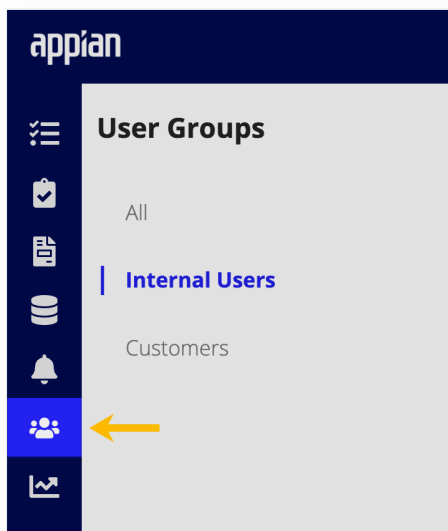 appian
User Groups
All
Internal Users
Customers